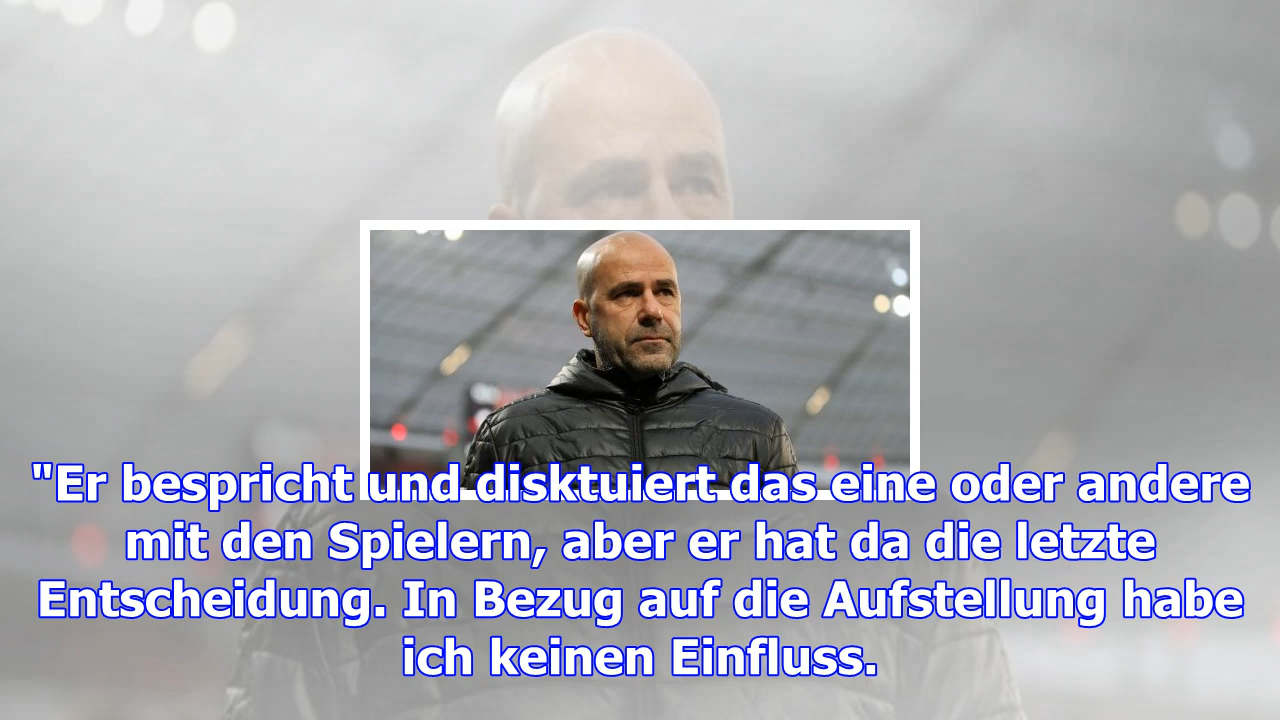 "Er bespricht und disktuiert das eine oder andere
mit den Spielern, aber er hat da die letzte
Entscheidung. In Bezug auf die Aufstellung habe
ich keinen Einfluss.